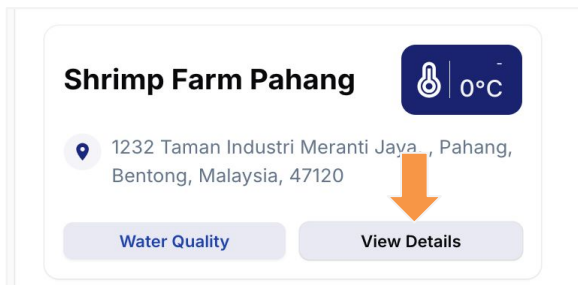 Shrimp Farm Pahang
-
0°C
1232 Taman Industri Meranti Jaya, , Pahang,
Bentong, Malaysia, 47120
Water Quality
View Details